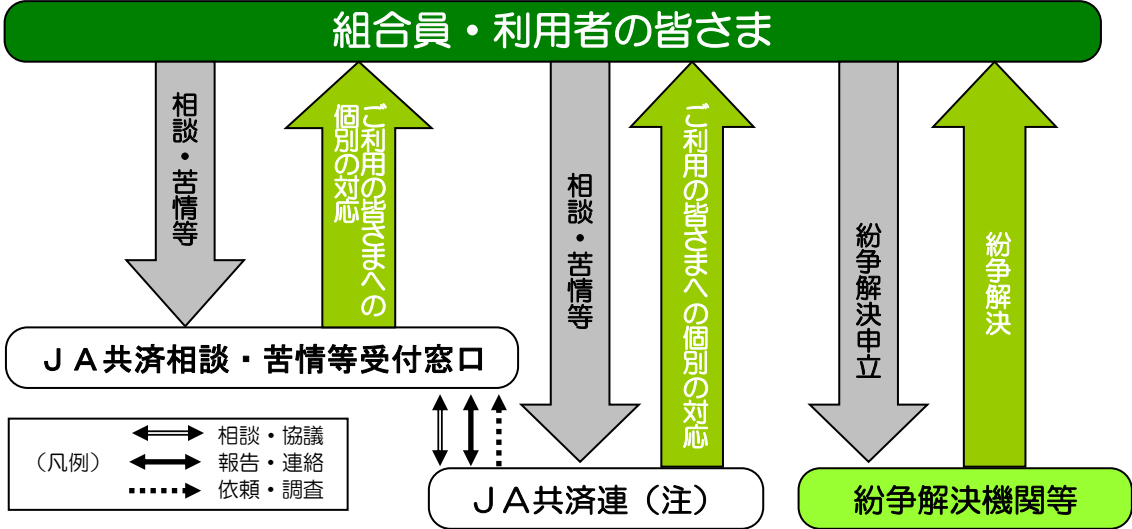 組合員・利用者の皆さま
相談・苦情等
ご利用の皆さまへの
個別の対応
相談・苦情等
ご利用の皆さまへの個別の対応
紛争解決申立
紛争解決
ＪＡ共済相談・苦情等受付窓口
（凡例）
相談・協議
報告・連絡
依頼・調査
ＪＡ共済連（注）
紛争解決機関等